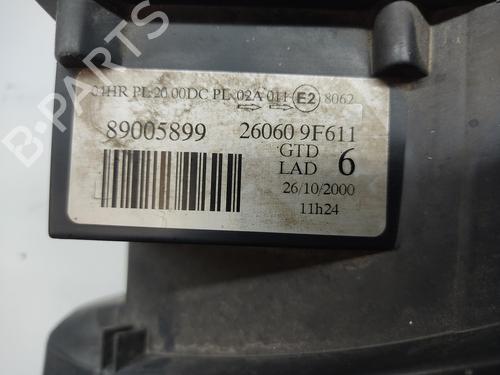 01HR PL 20.00DC PL 02A 011 E2 8062
89005899 26060 9F611
GTD
LAD 6
26/10/2000
11h24
B-PARTS